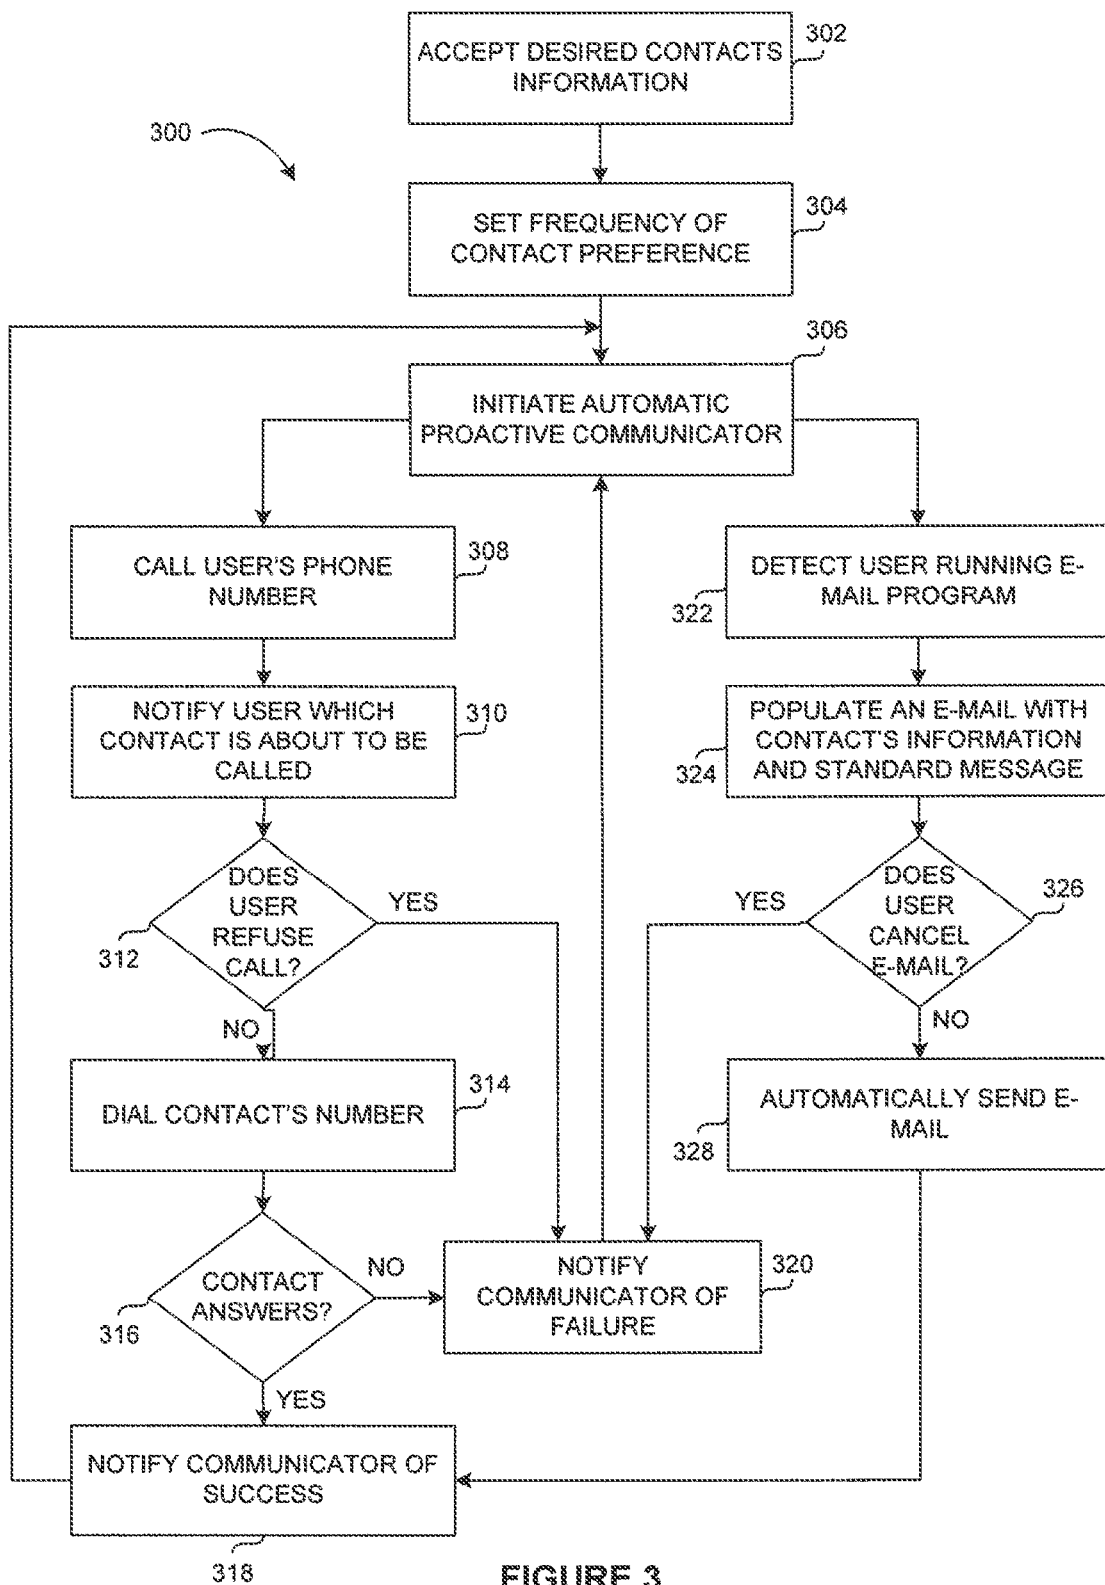 302
ACCEPT DESIRED CONTACTS
INFORMATION
300
304
SET FREQUENCY OF
CONTACT PREFERENCE
306
INITIATE AUTOMATIC
PROACTIVE COMMUNICATOR
308
CALL USER'S PHONE
NUMBER
322
DETECT USER RUNNING E-
MAIL PROGRAM
310
NOTIFY USER WHICH
CONTACT IS ABOUT TO BE
CALLED
324
POPULATE AN E-MAIL WITH
CONTACT'S INFORMATION
AND STANDARD MESSAGE
312
DOES
USER
REFUSE
CALL?
YES
NO
326
DOES
USER
CANCEL
E-MAIL?
YES
NO
314
DIAL CONTACT'S NUMBER
328
AUTOMATICALLY SEND E-
MAIL
316
CONTACT
ANSWERS?
NO
YES
320
NOTIFY
COMMUNICATOR OF
FAILURE
NOTIFY COMMUNICATOR OF
SUCCESS
318
FIGURE 3